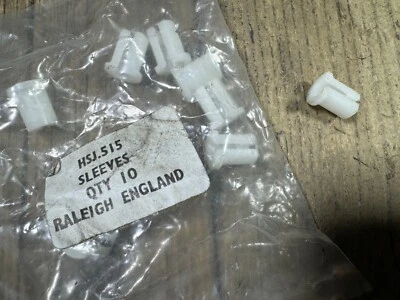 HSJ.515
SLEEVES
QTY 10
RALEIGH ENGLAND